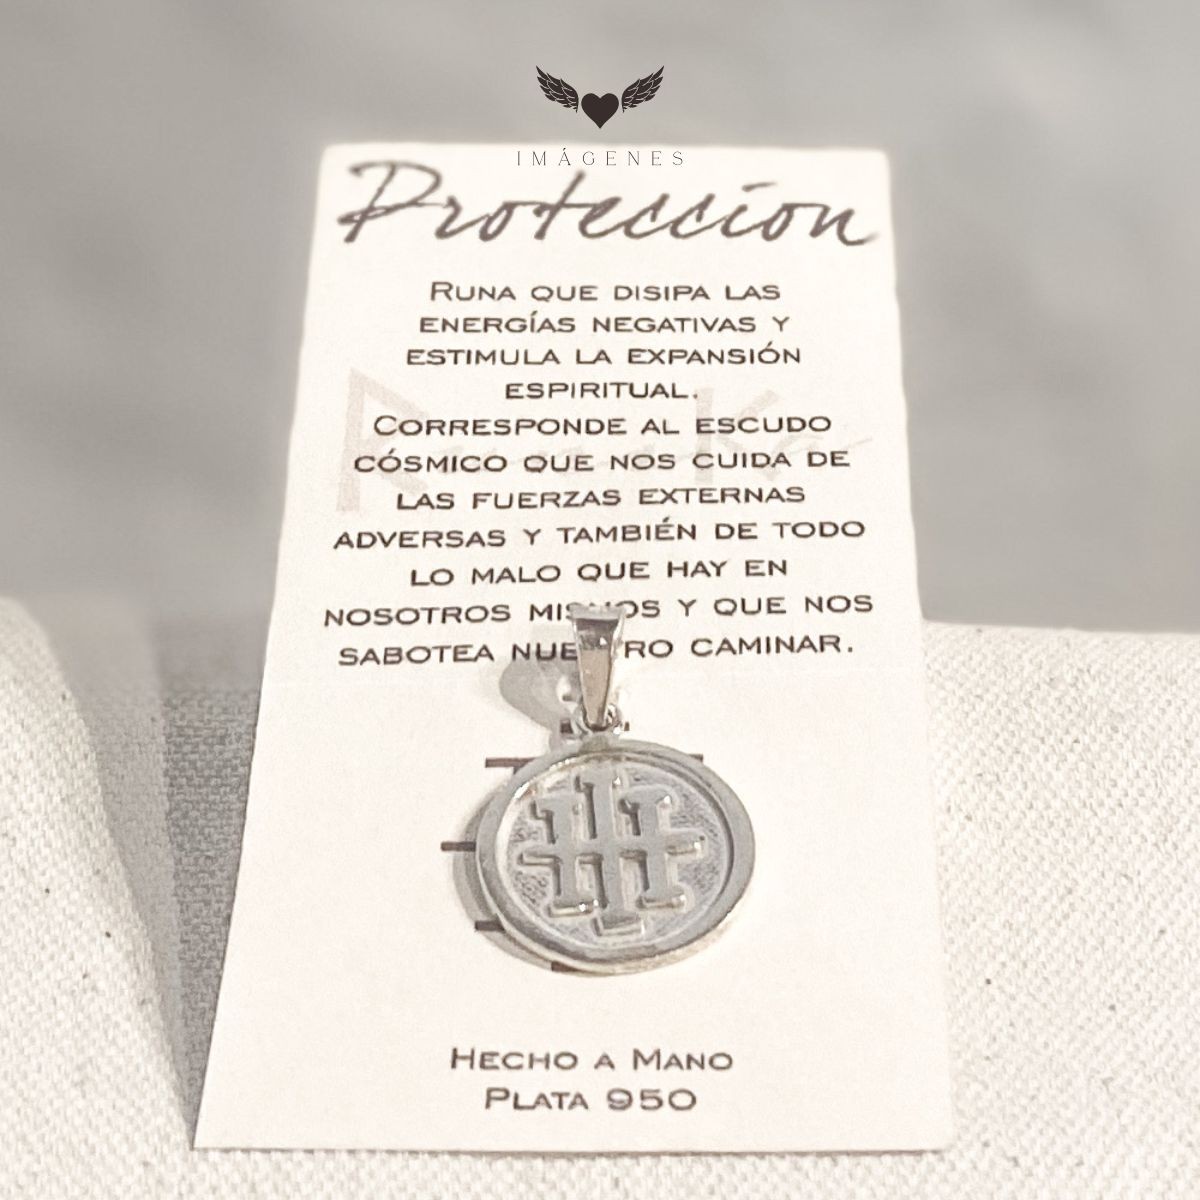 IMÁGENES
Proteccion
RUNA QUE DISIPA LAS
ENERGÍAS NEGATIVAS Y
ESTIMULA LA EXPANSIÓN
ESPIRITUAL.
CORRESPONDE AL ESCUDO
CÓSMICO QUE NOS CUIDA DE
LAS FUERZAS EXTERNAS
ADVERSAS Y TAMBIÉN DE TODO
LO MALO QUE HAY EN
NOSOTROS MISMOS Y QUE NOS
SABOTEA NUESTRO CAMINAR.
HECHO A MANO
PLATA 950